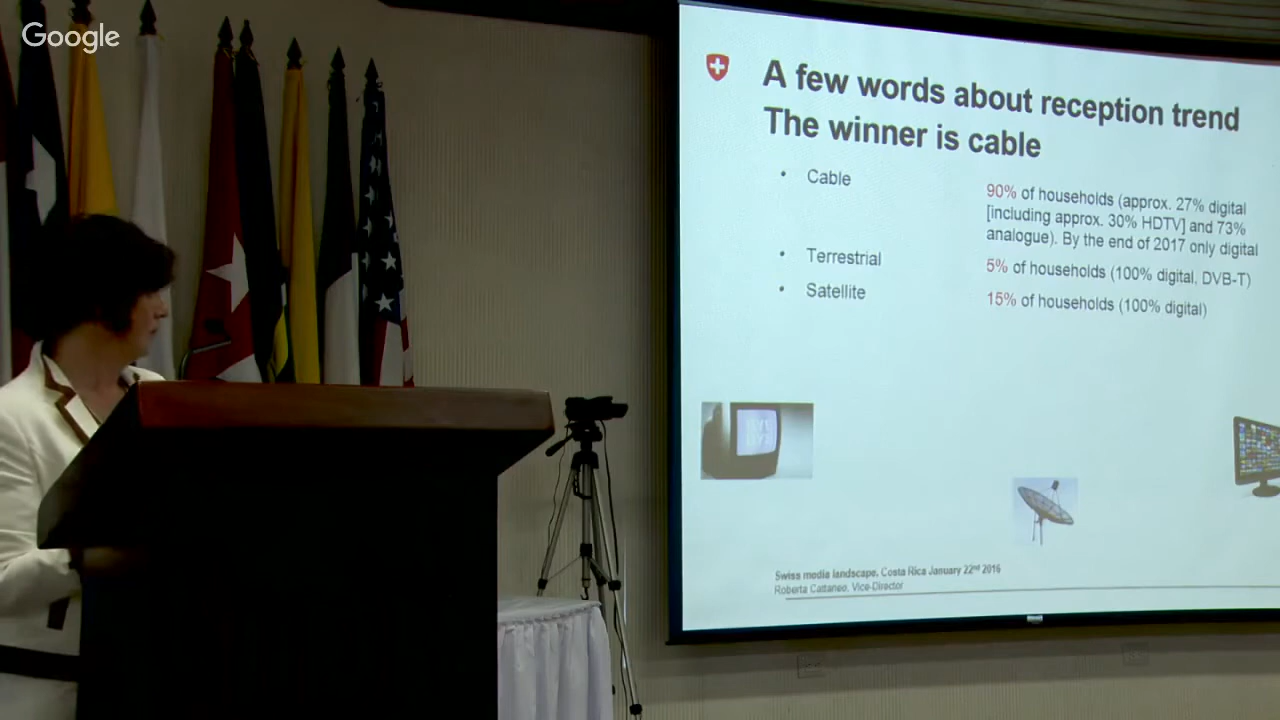 Google
A few words about reception trend
The winner is cable
• Cable
90% of households (approx. 27% digital
[including approx. 30% HDTV] and 73%
analogue). By the end of 2017 only digital
• Terrestrial
5% of households (100% digital, DVB-T)
• Satellite
15% of households (100% digital)
Swiss media landscape, Costa Rica January 22nd 2016
Roberta Cattaneo, Vice-Director